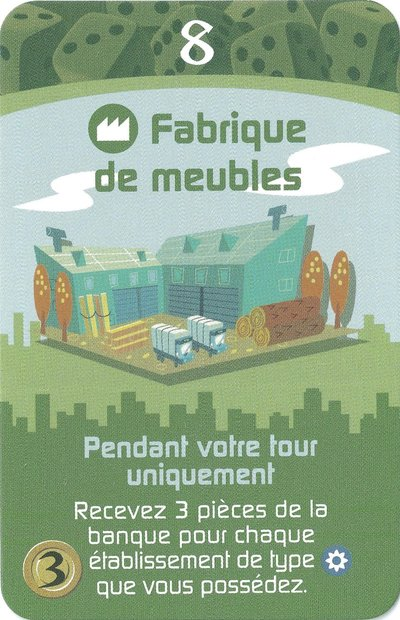 8
Fabrique
de meubles
Pendant votre tour
uniquement
Recevez 3 pièces de la
banque pour chaque
établissement de type
que vous possédez.
3